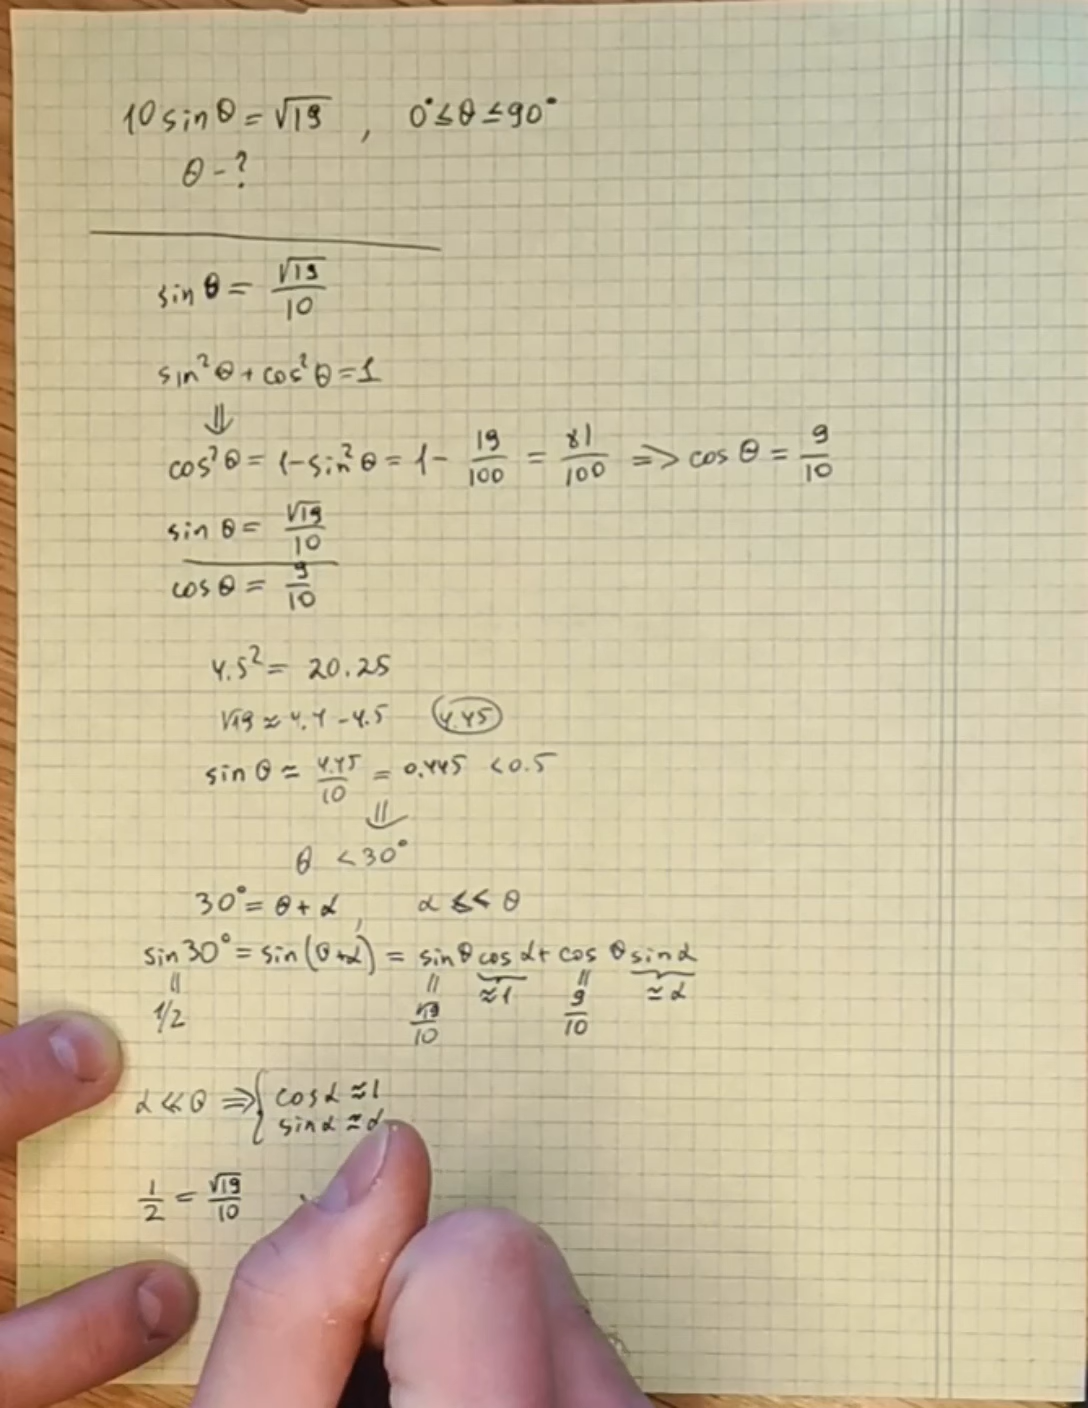 10 sin θ = √19 , 0° ≤ θ ≤ 90°
θ - ?
sin θ = √19/10
sin²θ + cos²θ = 1
⇓
cos²θ = 1 - sin²θ = 1 - 19/100 = 81/100 => cos θ = 9/10
sin θ = √19/10
cos θ = 9/10
4.5² = 20.25
√19 ≈ 4.4 - 4.5 4.45
sin θ ≈ 4.45/10 = 0.445 < 0.5
⇓
θ < 30°
30° = θ + α, α << θ
sin 30° = sin(θ+α) = sin θ cos α + cos θ sin α
|| || ≈1 || ≈ α
1/2 √19/10 9/10
α << θ => { cos α ≈ 1
sin α ≈ α
1/2 = √19/10